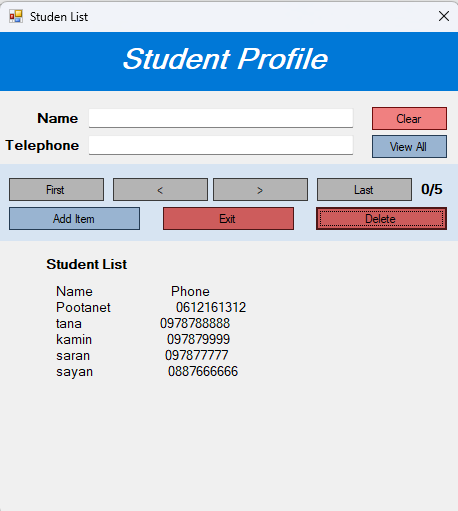 Studen List
Student Profile
Name Clear
Telephone View All
First < > Last 0/5
Add Item Exit Delete
Student List
Name Phone
Pootanet 0612161312
tana 0978788888
kamin 097879999
saran 097877777
sayan 0887666666